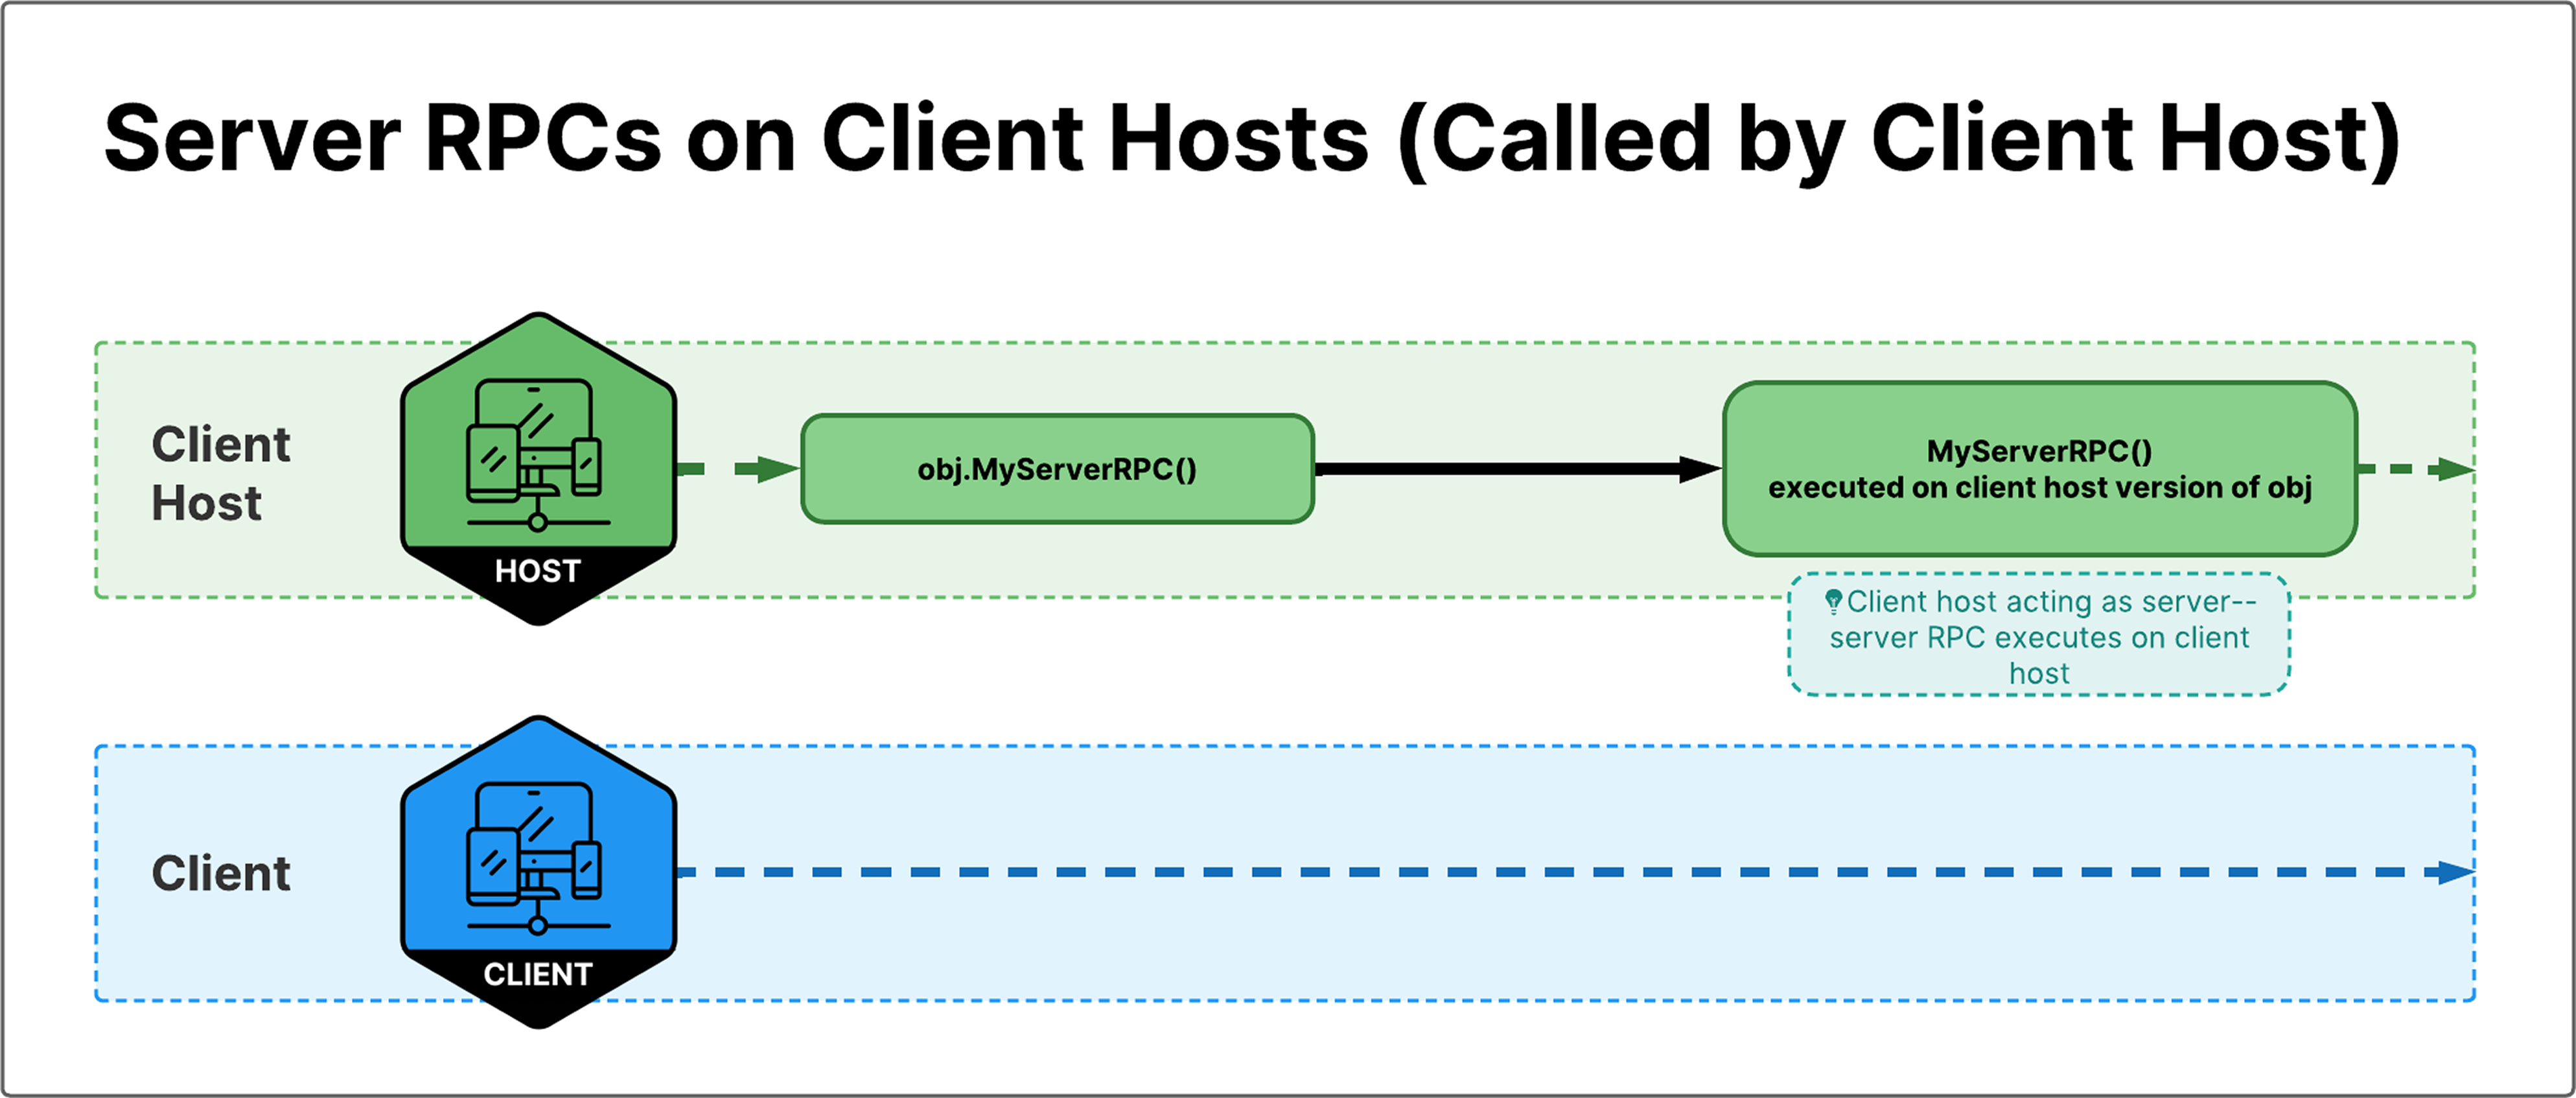 Server RPCs on Client Hosts (Called by Client Host)
Client
Host
HOST
obj.MyServerRPC()
MyServerRPC()
executed on client host version of obj
Client host acting as server--
server RPC executes on client
host
Client
CLIENT